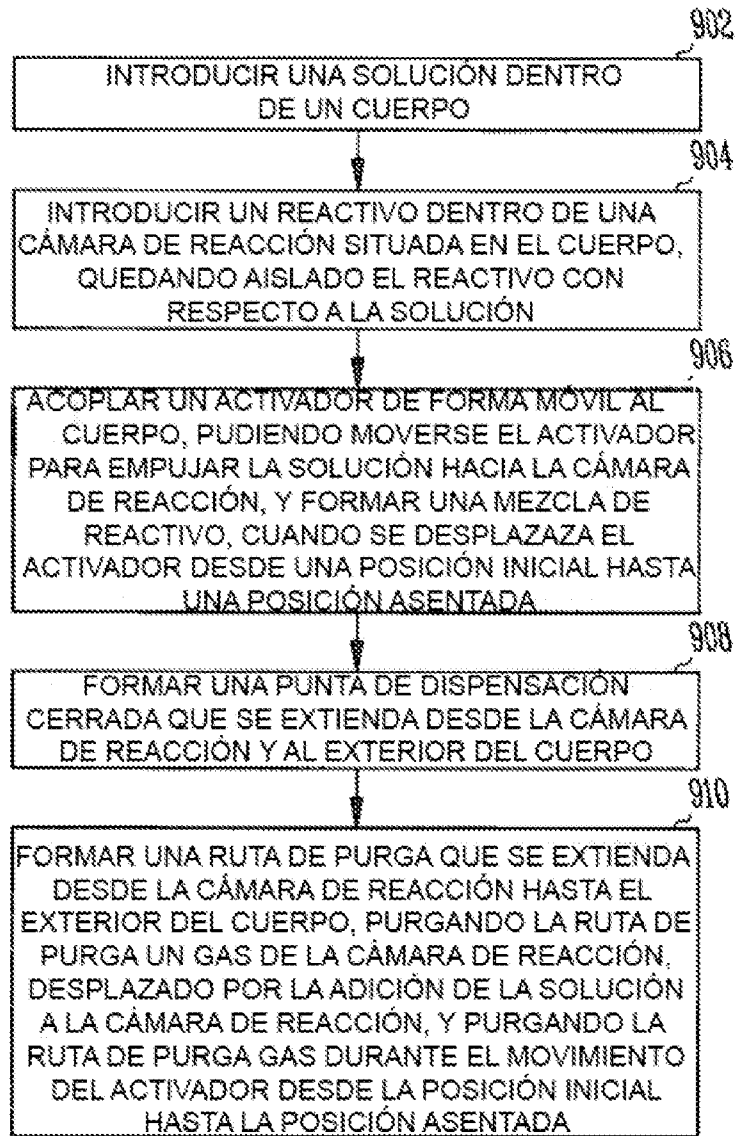 902
INTRODUCIR UNA SOLUCIÓN DENTRO
DE UN CUERPO
904
INTRODUCIR UN REACTIVO DENTRO DE UNA
CÁMARA DE REACCIÓN SITUADA EN EL CUERPO,
QUEDANDO AISLADO EL REACTIVO CON
RESPECTO A LA SOLUCIÓN
906
ACOPLAR UN ACTIVADOR DE FORMA MÓVIL AL
CUERPO, PUDIENDO MOVERSE EL ACTIVADOR
PARA EMPUJAR LA SOLUCIÓN HACIA LA CÁMARA
DE REACCIÓN, Y FORMAR UNA MEZCLA DE
REACTIVO, CUANDO SE DESPLAZAZA EL
ACTIVADOR DESDE UNA POSICIÓN INICIAL HASTA
UNA POSICIÓN ASENTADA
908
FORMAR UNA PUNTA DE DISPENSACIÓN
CERRADA QUE SE EXTIENDA DESDE LA CÁMARA
DE REACCIÓN Y AL EXTERIOR DEL CUERPO
910
FORMAR UNA RUTA DE PURGA QUE SE EXTIENDA
DESDE LA CÁMARA DE REACCIÓN HASTA EL
EXTERIOR DEL CUERPO, PURGANDO LA RUTA DE
PURGA UN GAS DE LA CÁMARA DE REACCIÓN,
DESPLAZADO POR LA ADICIÓN DE LA SOLUCIÓN
A LA CÁMARA DE REACCIÓN, Y PURGANDO LA
RUTA DE PURGA GAS DURANTE EL MOVIMIENTO
DEL ACTIVADOR DESDE LA POSICIÓN INICIAL
HASTA LA POSICIÓN ASENTADA